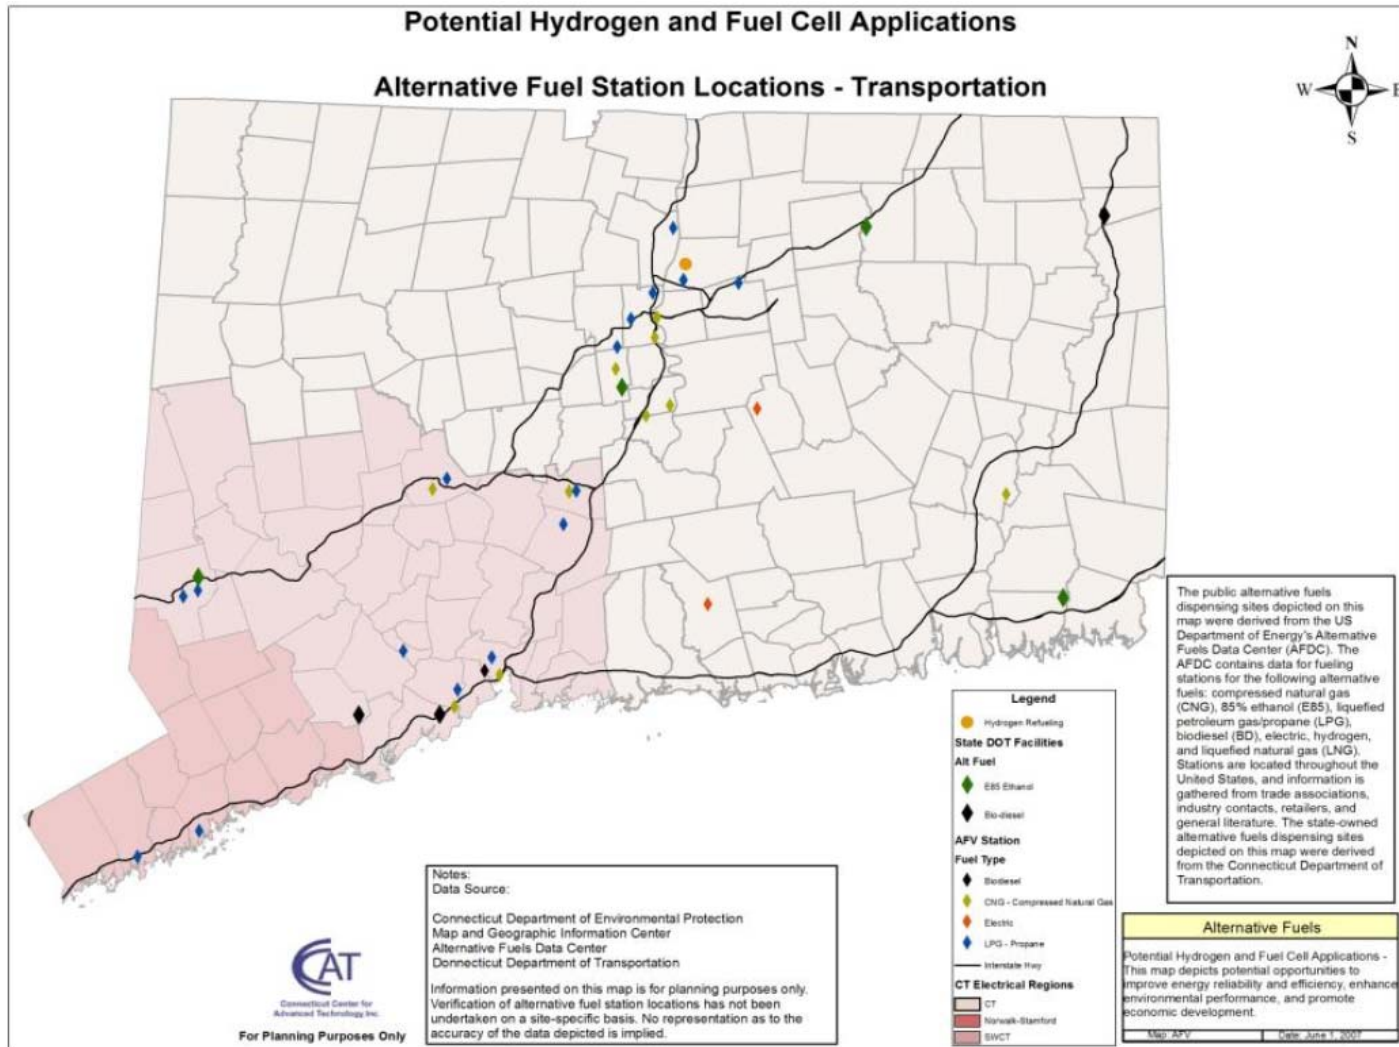 Potential Hydrogen and Fuel Cell Applications
Alternative Fuel Station Locations - Transportation
N
W
E
S
The public alternative fuels
dispensing sites depicted on this
map were derived from the US
Department of Energy's Alternative
Fuels Data Center (AFDC). The
AFDC contains data for fueling
stations for the following alternative
fuels: compressed natural gas
(CNG), 85% ethanol (E85), liquefied
petroleum gas/propane (LPG),
biodiesel (BD), electric, hydrogen,
and liquefied natural gas (LNG).
Stations are located throughout the
United States, and information is
gathered from trade associations,
industry contacts, retailers, and
general literature. The state-owned
alternative fuels dispensing sites
depicted on this map were derived
from the Connecticut Department of
Transportation.
Legend
Hydrogen Refueling
State DOT Facilities
Alt Fuel
E85 Ethanol
Bio-diesel
AFV Station
Fuel Type
Biodiesel
CNG - Compressed Natural Gas
Electric
LPG - Propane
Interstate Hwy
CT Electrical Regions
CT
Norwalk-Stamford
SWCT
Notes:
Data Source:
Connecticut Department of Environmental Protection
Map and Geographic Information Center
Alternative Fuels Data Center
Donnecticut Department of Transportation
Information presented on this map is for planning purposes only.
Verification of alternative fuel station locations has not been
undertaken on a site-specific basis. No representation as to the
accuracy of the data depicted is implied.
CCAT
Connecticut Center for
Advanced Technology, Inc.
For Planning Purposes Only
Alternative Fuels
Potential Hydrogen and Fuel Cell Applications -
This map depicts potential opportunities to
improve energy reliability and efficiency, enhance
environmental performance, and promote
economic development.
Map: AFV
Date: June 1, 2007